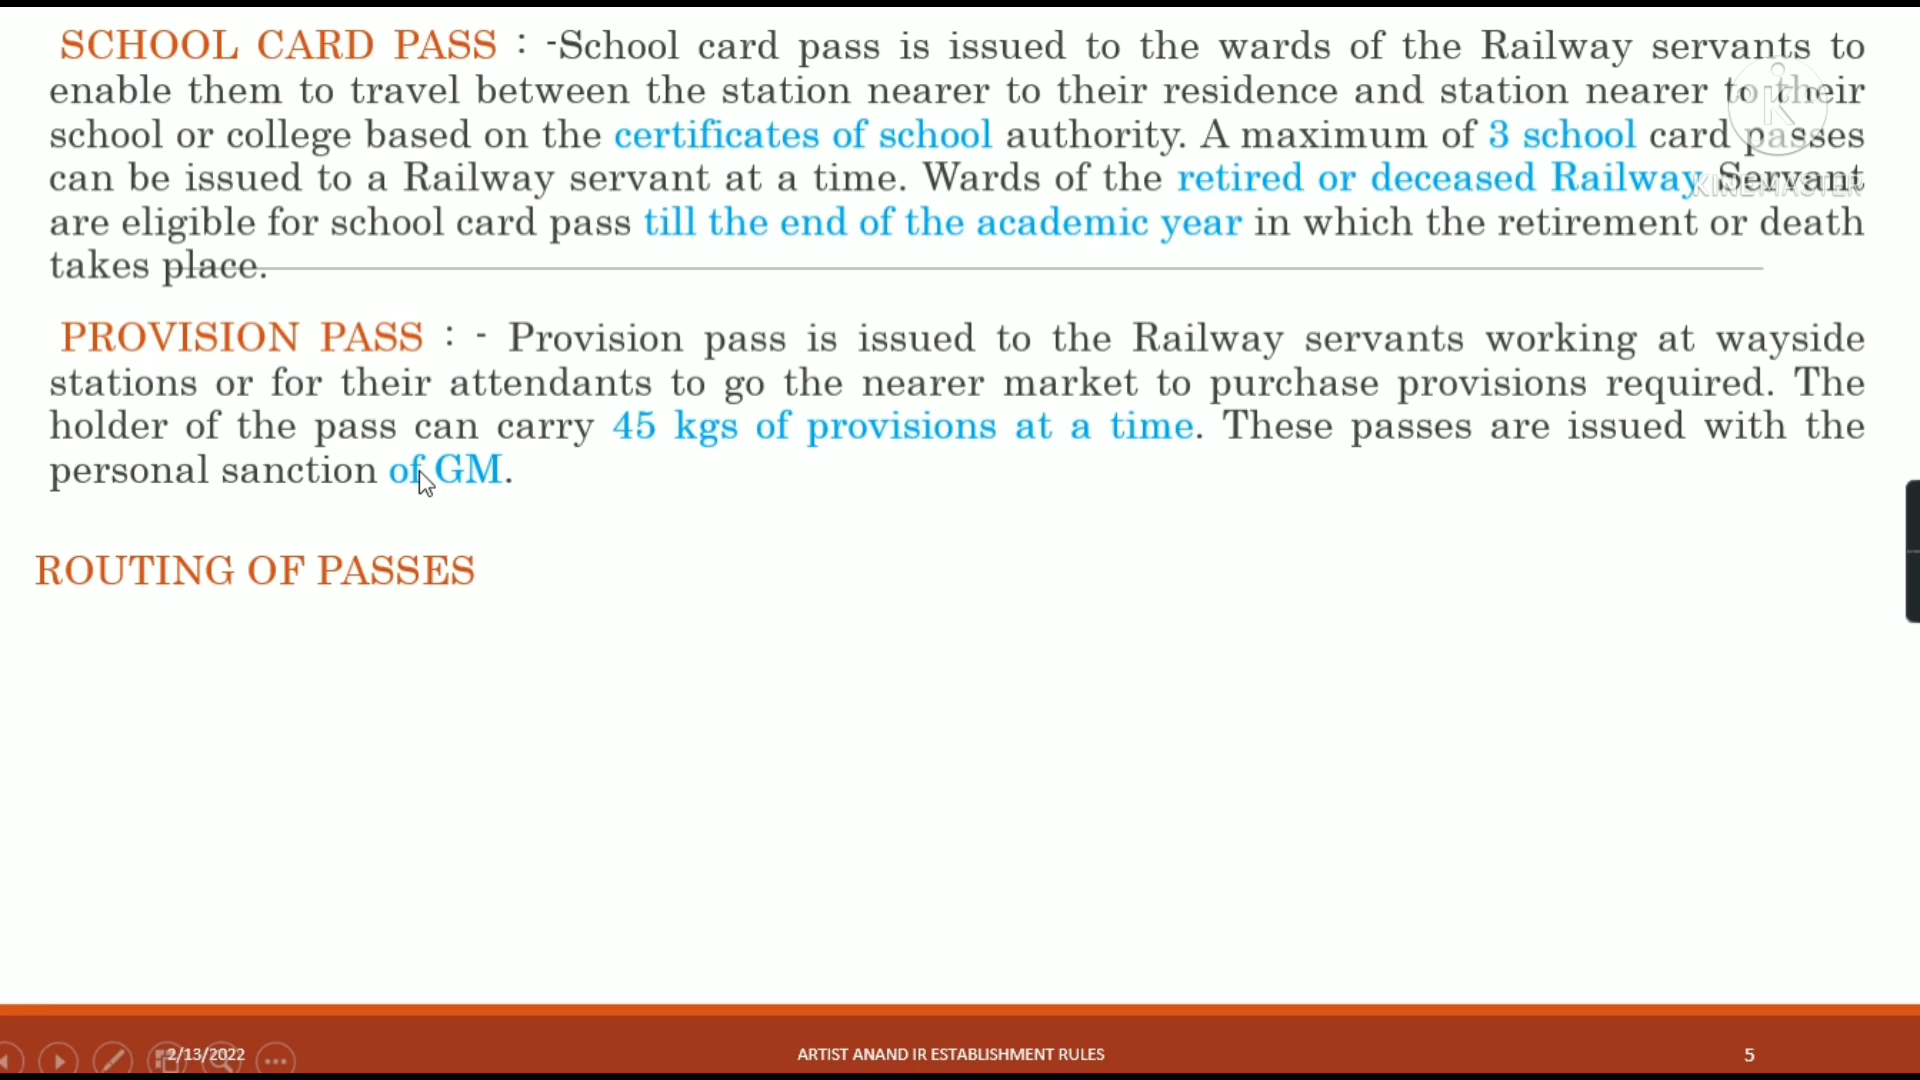 SCHOOL CARD PASS : -School card pass is issued to the wards of the Railway servants to
enable them to travel between the station nearer to their residence and station nearer to their
school or college based on the certificates of school authority. A maximum of 3 school card passes
can be issued to a Railway servant at a time. Wards of the retired or deceased Railway Servant
KINEMASTER
are eligible for school card pass till the end of the academic year in which the retirement or death
takes place.
PROVISION PASS : - Provision pass is issued to the Railway servants working at wayside
stations or for their attendants to go the nearer market to purchase provisions required. The
holder of the pass can carry 45 kgs of provisions at a time. These passes are issued with the
personal sanction of GM.
ROUTING OF PASSES
2/13/2022
ARTIST ANAND IR ESTABLISHMENT RULES
5